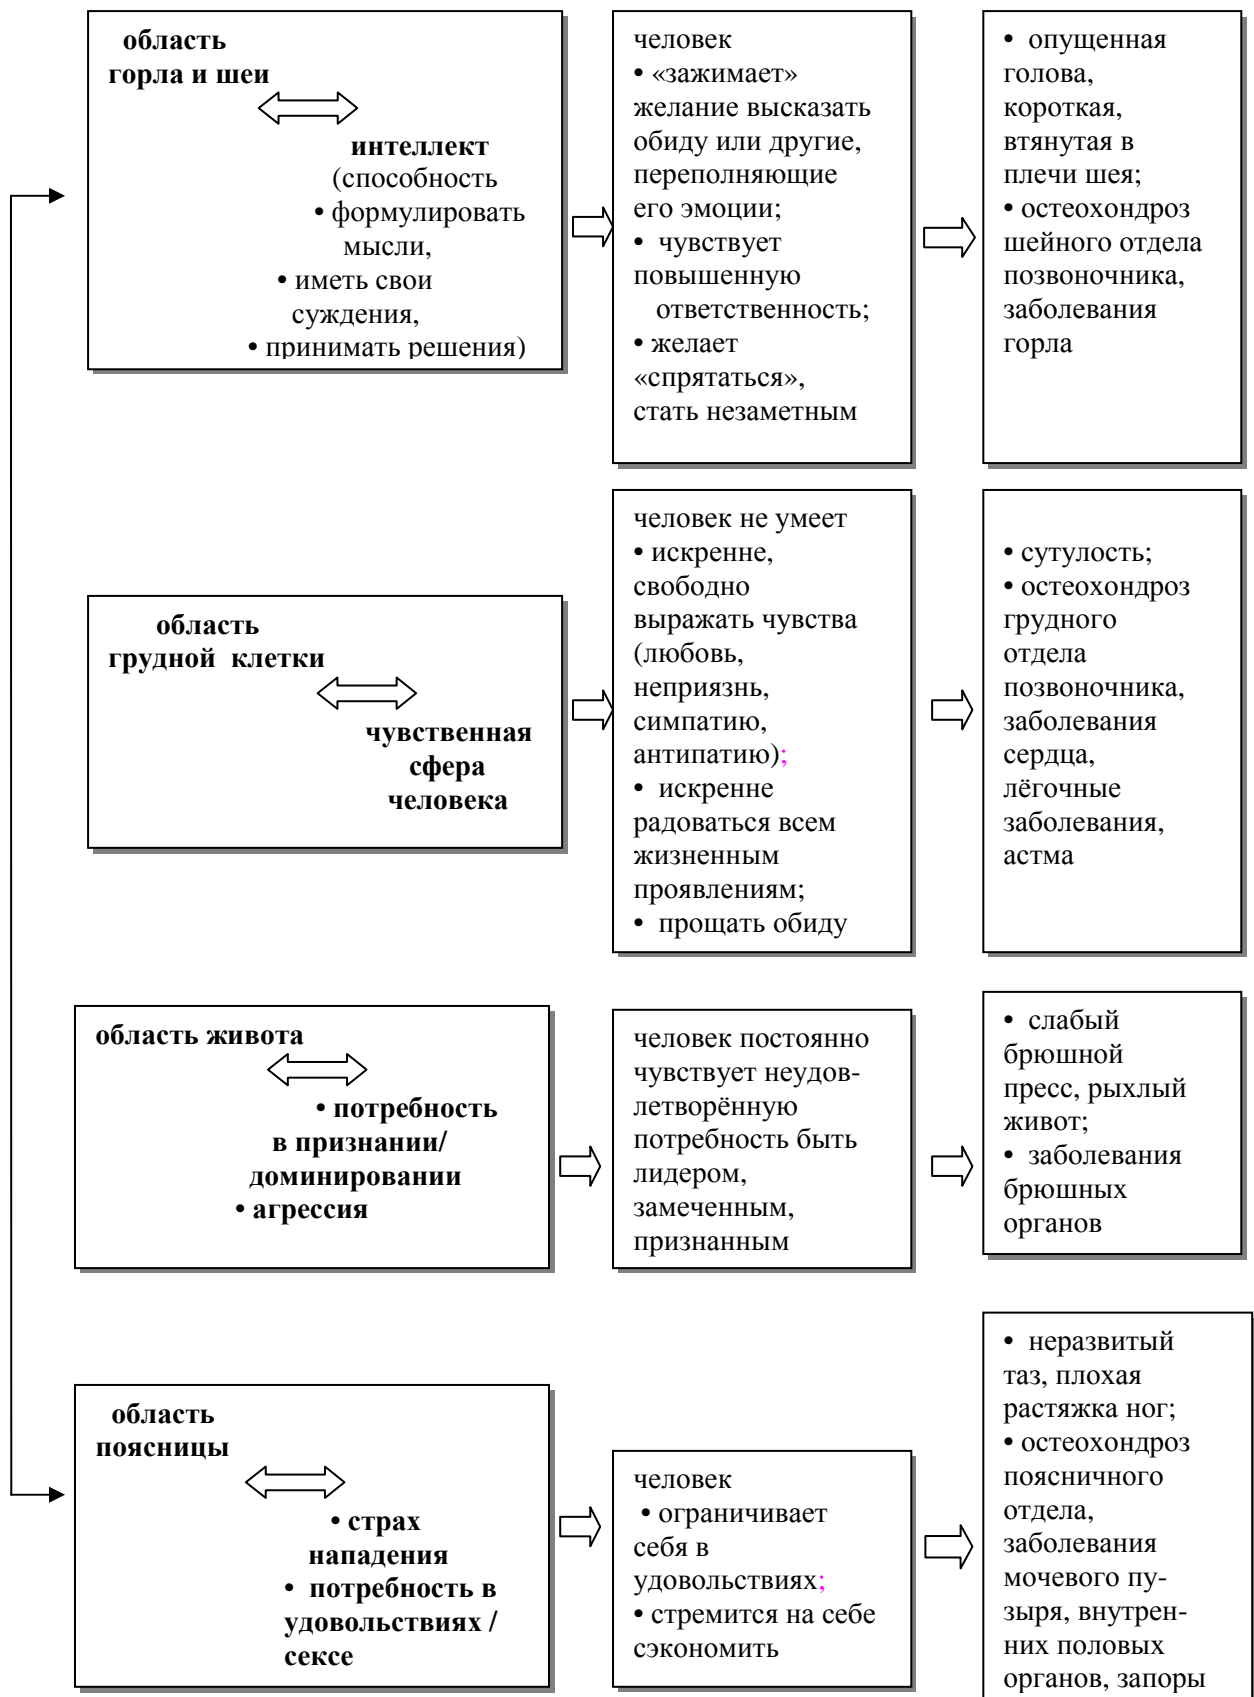 область
горла и шеи
интеллект
(способность
• формулировать
мысли,
• иметь свои
суждения,
• принимать решения)
человек
• «зажимает»
желание высказать
обиду или другие,
переполняющие
его эмоции;
• чувствует
повышенную
ответственность;
• желает
«спрятаться»,
стать незаметным
• опущенная
голова,
короткая,
втянутая в
плечи шея;
• остеохондроз
шейного отдела
позвоночника,
заболевания
горла
область
грудной клетки
чувственная
сфера
человека
человек не умеет
• искренне,
свободно
выражать чувства
(любовь,
неприязнь,
симпатию,
антипатию);
• искренне
радоваться всем
жизненным
проявлениям;
• прощать обиду
• сутулость;
• остеохондроз
грудного
отдела
позвоночника,
заболевания
сердца,
лёгочные
заболевания,
астма
область живота
• потребность
в признании/
доминировании
• агрессия
человек постоянно
чувствует неудов-
летворённую
потребность быть
лидером,
замеченным,
признанным
• слабый
брюшной
пресс, рыхлый
живот;
• заболевания
брюшных
органов
область
поясницы
• страх
нападения
• потребность в
удовольствиях /
сексе
человек
• ограничивает
себя в
удовольствиях;
• стремится на себе
сэкономить
• неразвитый
таз, плохая
растяжка ног;
• остеохондроз
поясничного
отдела,
заболевания
мочевого пу-
зыря, внутрен-
них половых
органов, запоры